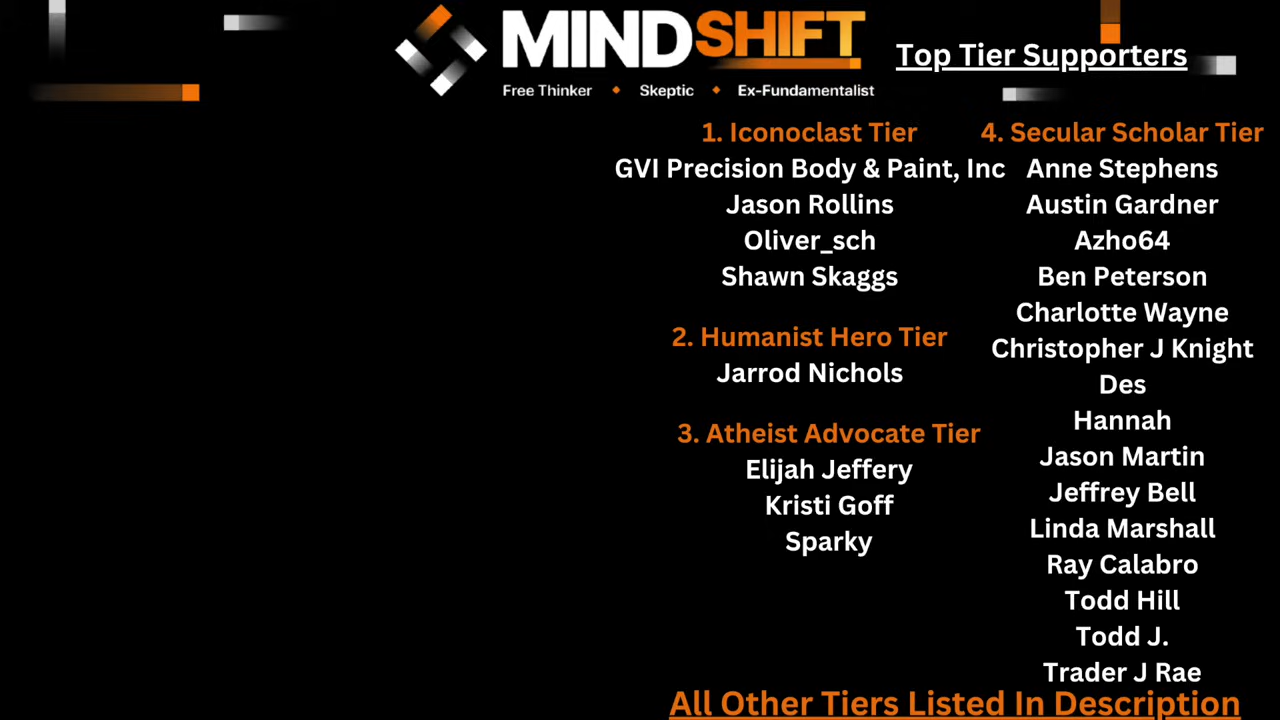 MINDSHIFT
Free Thinker • Skeptic • Ex-Fundamentalist
Top Tier Supporters
1. Iconoclast Tier
GVI Precision Body & Paint, Inc
Jason Rollins
Oliver_sch
Shawn Skaggs
2. Humanist Hero Tier
Jarrod Nichols
3. Atheist Advocate Tier
Elijah Jeffery
Kristi Goff
Sparky
4. Secular Scholar Tier
Anne Stephens
Austin Gardner
Azho64
Ben Peterson
Charlotte Wayne
Christopher J Knight
Des
Hannah
Jason Martin
Jeffrey Bell
Linda Marshall
Ray Calabro
Todd Hill
Todd J.
Trader J Rae
All Other Tiers Listed In Description